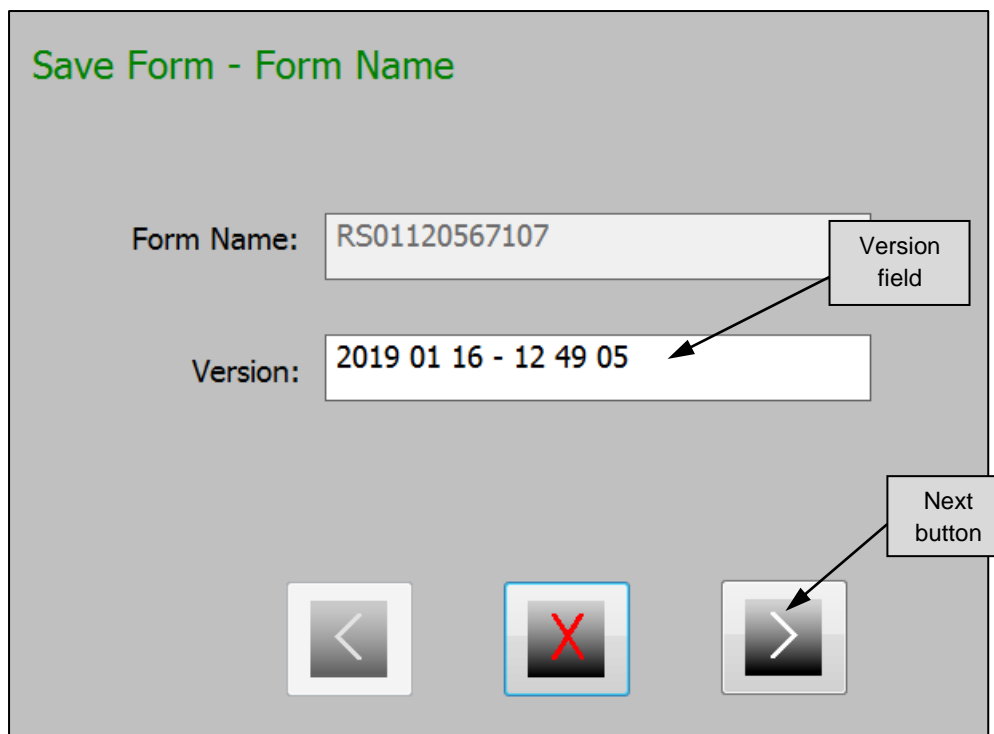 Save Form - Form Name
Form Name: RS01120567107
Version
field
Version: 2019 01 16 - 12 49 05
Next
button
< X >